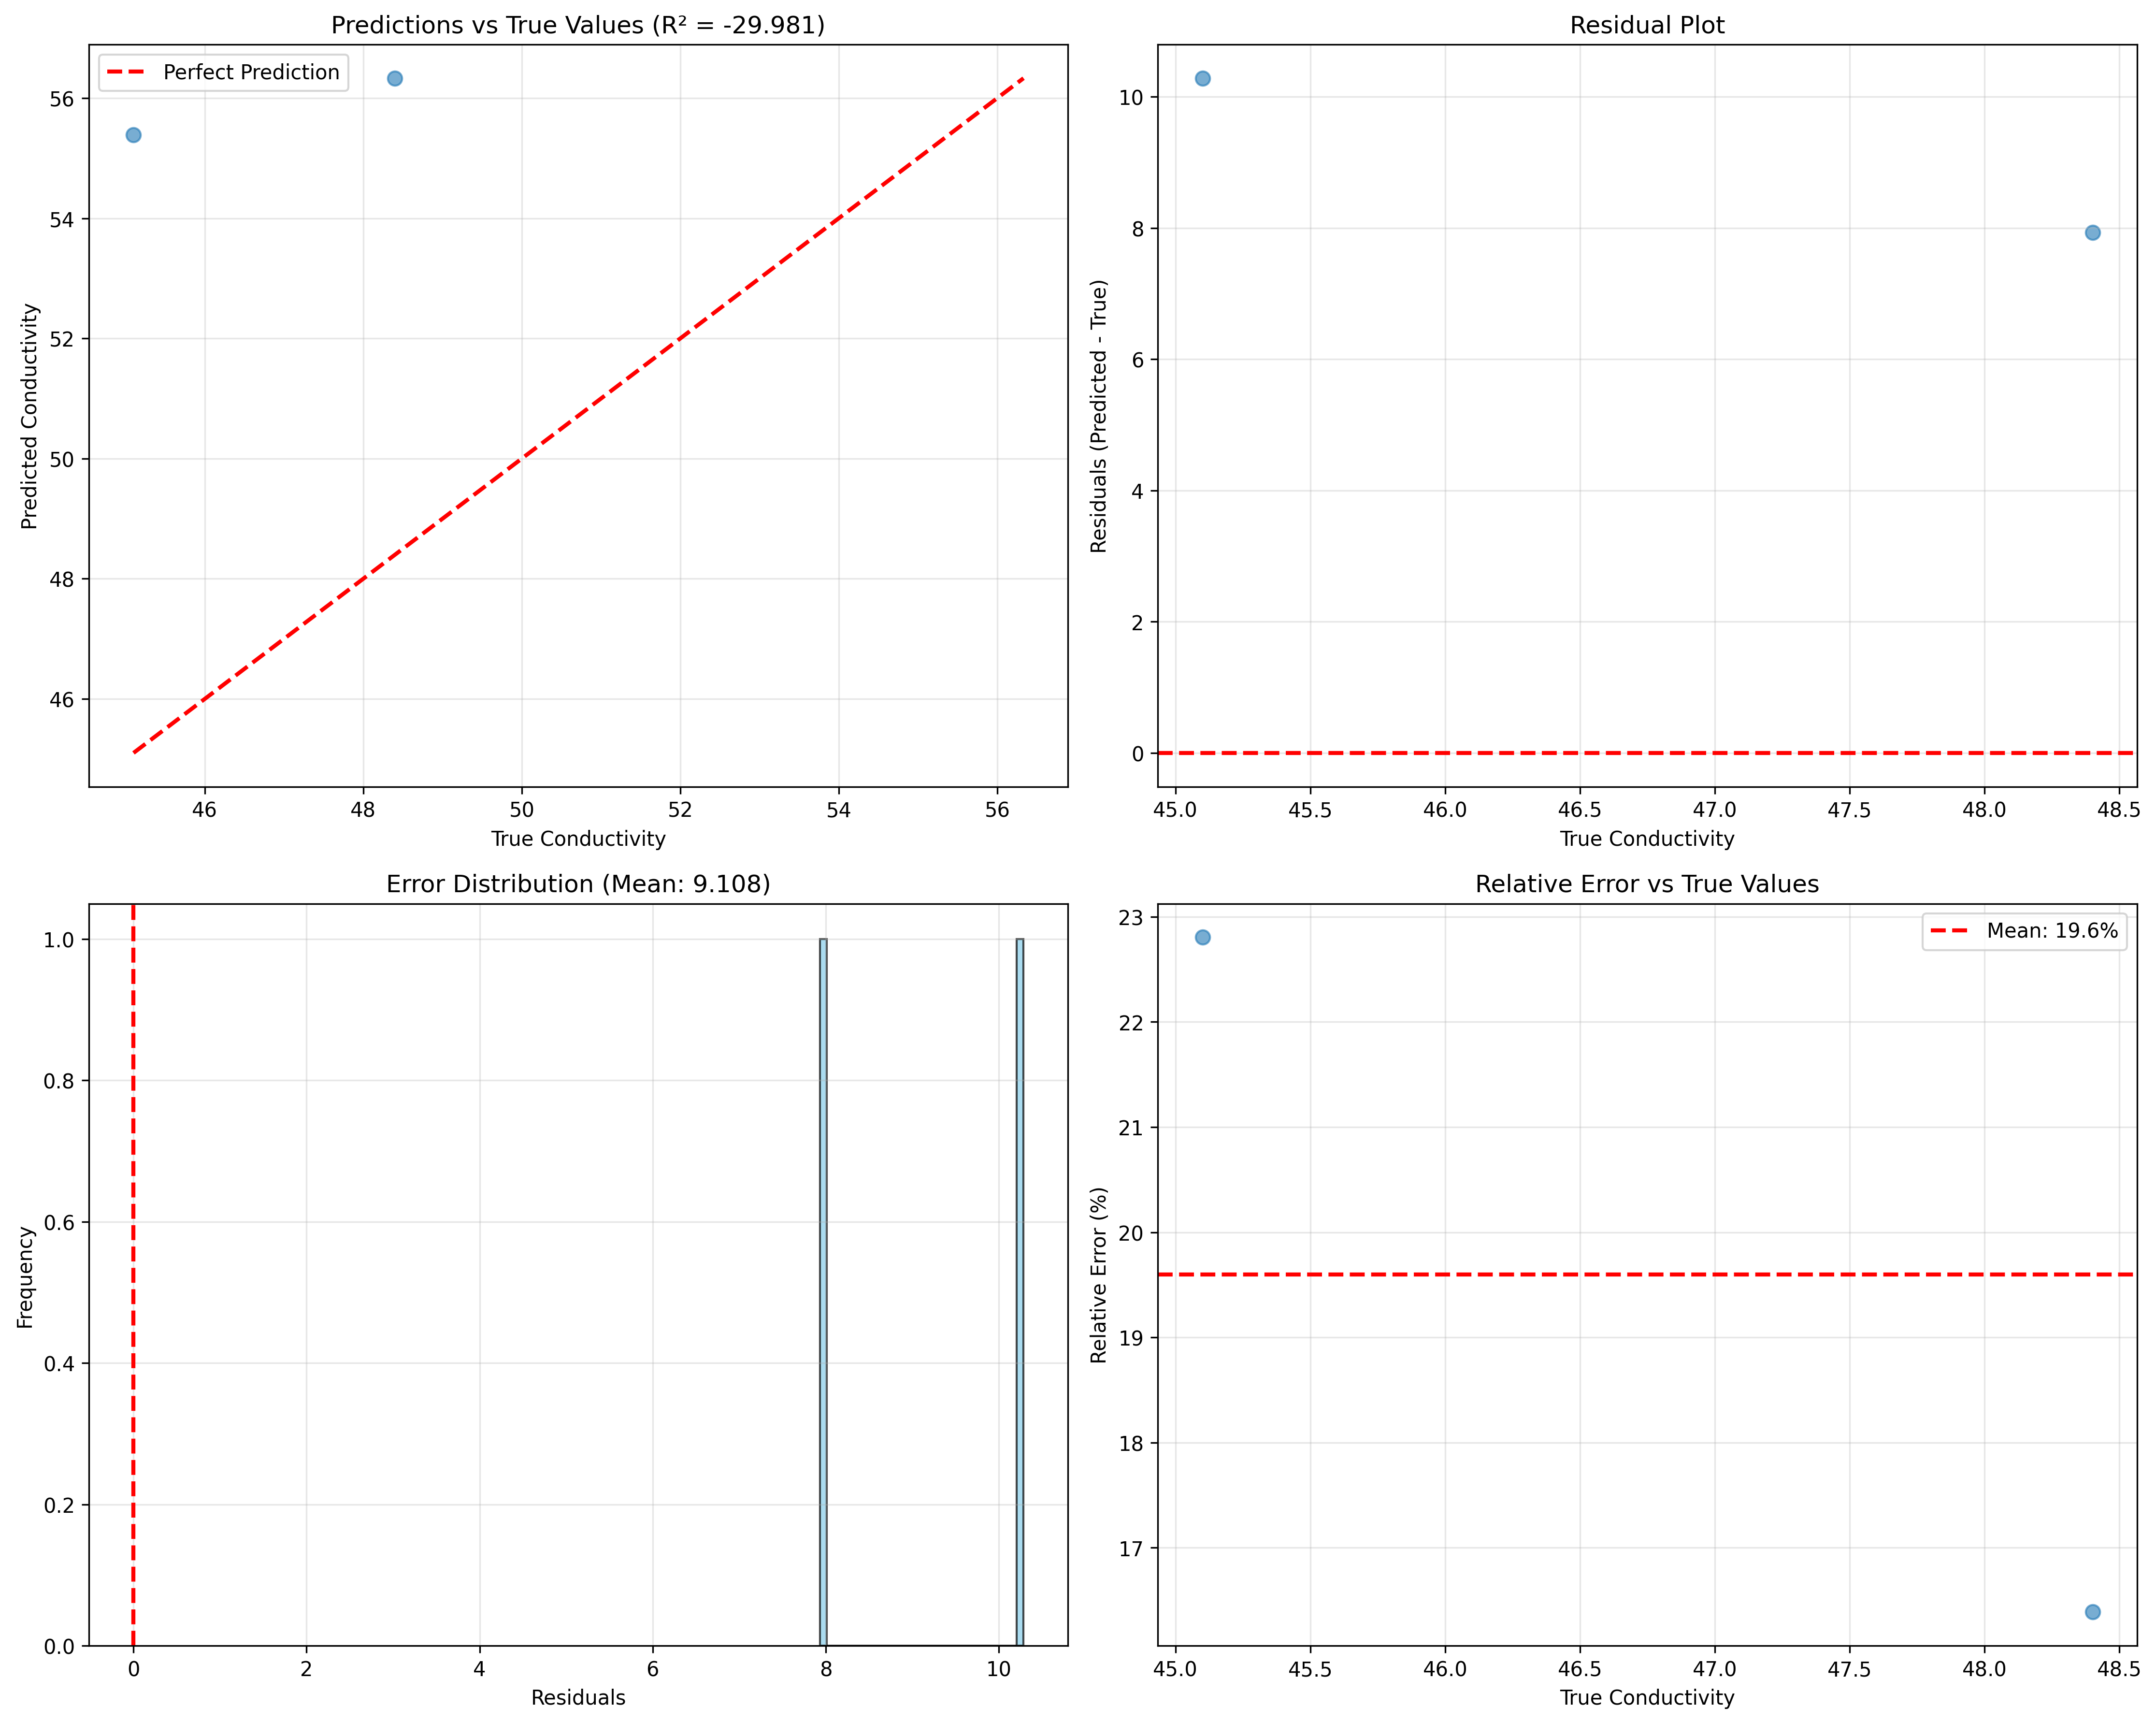 Predictions vs True Values (R² = -29.981)
Perfect Prediction
56
54
52
50
48
46
Predicted Conductivity
46 48 50 52 54 56
True Conductivity
Residual Plot
10
8
6
4
2
0
Residuals (Predicted - True)
45.0 45.5 46.0 46.5 47.0 47.5 48.0 48.5
True Conductivity
Error Distribution (Mean: 9.108)
1.0
0.8
0.6
0.4
0.2
0.0
Frequency
0 2 4 6 8 10
Residuals
Relative Error vs True Values
Mean: 19.6%
23
22
21
20
19
18
17
Relative Error (%)
45.0 45.5 46.0 46.5 47.0 47.5 48.0 48.5
True Conductivity